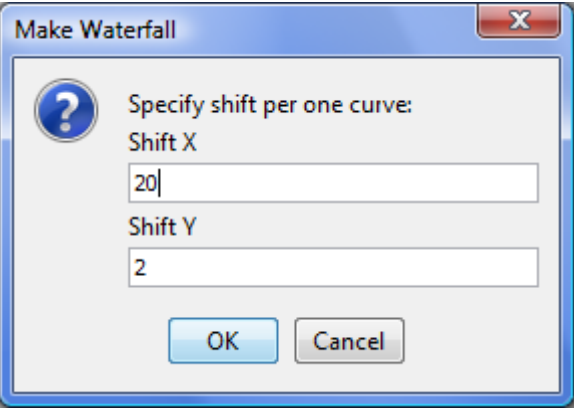 Make Waterfall
Specify shift per one curve:
Shift X
20
Shift Y
2
OK
Cancel